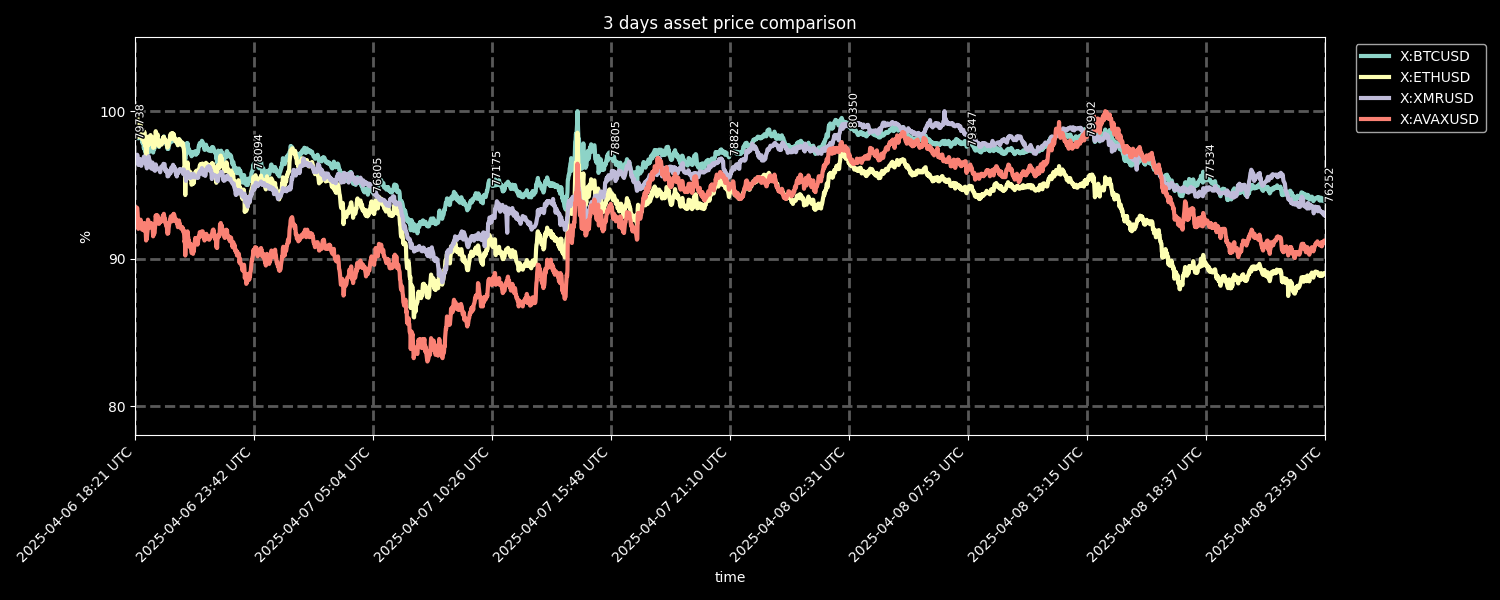 3 days asset price comparison
X:BTCUSD
X:ETHUSD
X:XMRUSD
X:AVAXUSD
%
100
90
80
79738
78094
76805
77175
78805
78822
80350
79347
79902
77534
76252
2025-04-06 18:21 UTC
2025-04-06 23:42 UTC
2025-04-07 05:04 UTC
2025-04-07 10:26 UTC
2025-04-07 15:48 UTC
2025-04-07 21:10 UTC
2025-04-08 02:31 UTC
2025-04-08 07:53 UTC
2025-04-08 13:15 UTC
2025-04-08 18:37 UTC
2025-04-08 23:59 UTC
time